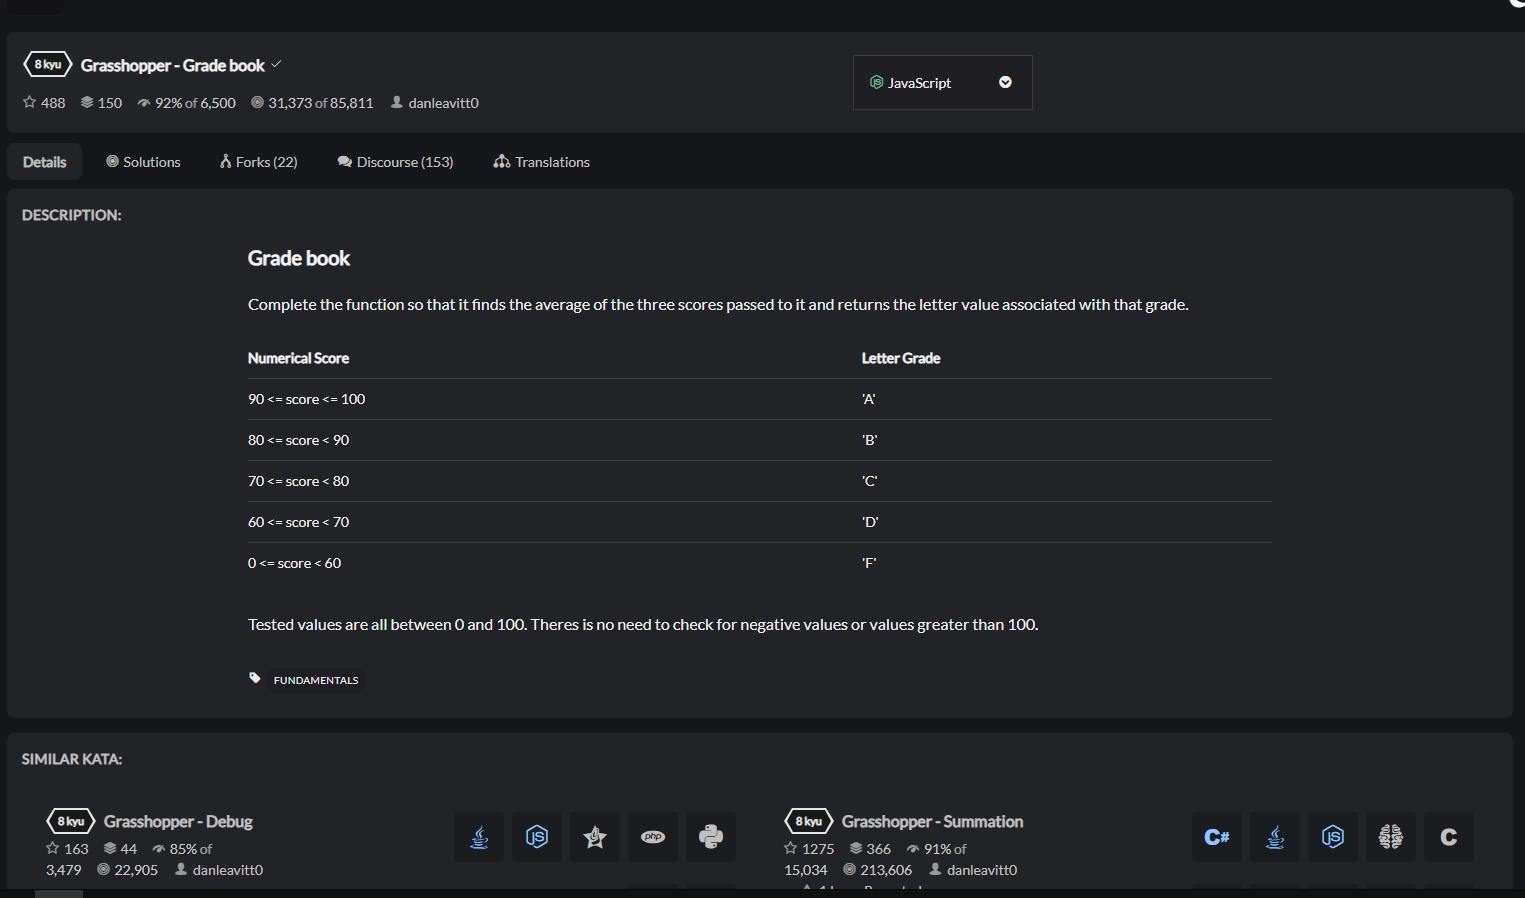 8 kyu Grasshopper - Grade book
488 150 92% of 6,500 31,373 of 85,811 danleavitt0
JS JavaScript
Details Solutions Forks (22) Discourse (153) Translations
DESCRIPTION:
Grade book
Complete the function so that it finds the average of the three scores passed to it and returns the letter value associated with that grade.
Numerical Score Letter Grade
90 <= score <= 100 'A'
80 <= score < 90 'B'
70 <= score < 80 'C'
60 <= score < 70 'D'
0 <= score < 60 'F'
Tested values are all between 0 and 100. Theres is no need to check for negative values or values greater than 100.
FUNDAMENTALS
SIMILAR KATA:
8 kyu Grasshopper - Debug
163 44 85% of
3,479 22,905 danleavitt0
JS php
8 kyu Grasshopper - Summation
1275 366 91% of
15,034 213,606 danleavitt0
C# JS C